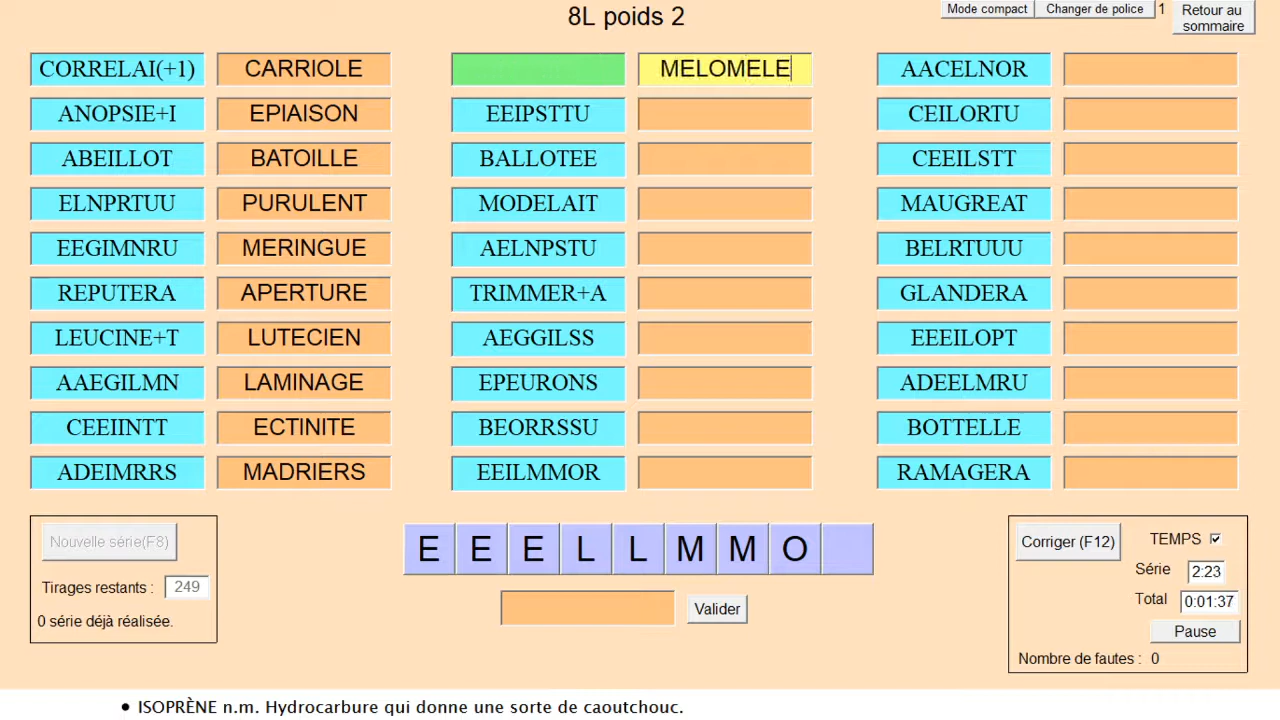 8L poids 2
Mode compact Changer de police 1 Retour au sommaire
CORRELAI(+1) CARRIOLE MELOMELE AACELNOR
ANOPSIE+I EPIAISON EEIPSTTU CEILORTU
ABEILLOT BATOILLE BALLOTEE CEEILSTT
ELNPRTUU PURULENT MODELAIT MAUGREAT
EEGIMNRU MERINGUE AELNPSTU BELRTUUU
REPUTERA APERTURE TRIMMER+A GLANDERA
LEUCINE+T LUTECIEN AEGGILSS EEEILOPT
AAEGILMN LAMINAGE EPEURONS ADEELMRU
CEEIINTT ECTINITE BEORRSSU BOTTELLE
ADEIMRRS MADRIERS EEILMMOR RAMAGERA
Nouvelle série(F8)
Tirages restants : 249
0 série déjà réalisée.
E E E L L M M O
Valider
Corriger (F12) TEMPS
Série 2:23
Total 0:01:37
Pause
Nombre de fautes : 0
• ISOPRÈNE n.m. Hydrocarbure qui donne une sorte de caoutchouc.